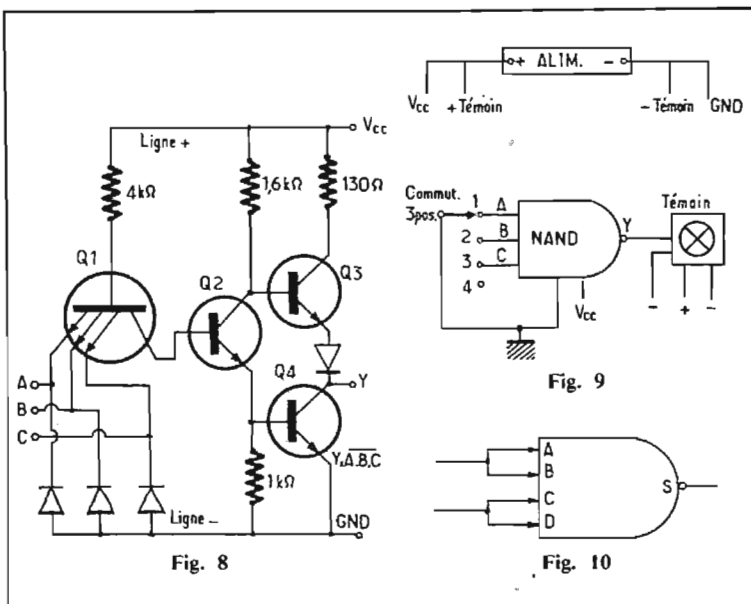 Ligne +
Vcc
4kΩ
1,6kΩ
130Ω
Q1
Q2
Q3
Q4
A
B
C
Y
Y=A.B.C
1kΩ
Ligne -
GND
Fig. 8
+ ALIM. -
Vcc
+ Témoin
- Témoin
GND
Commut.
3pos.
1
2
3
4
A
B
C
NAND
Y
Vcc
Témoin
- + -
Fig. 9
A
B
C
D
S
Fig. 10